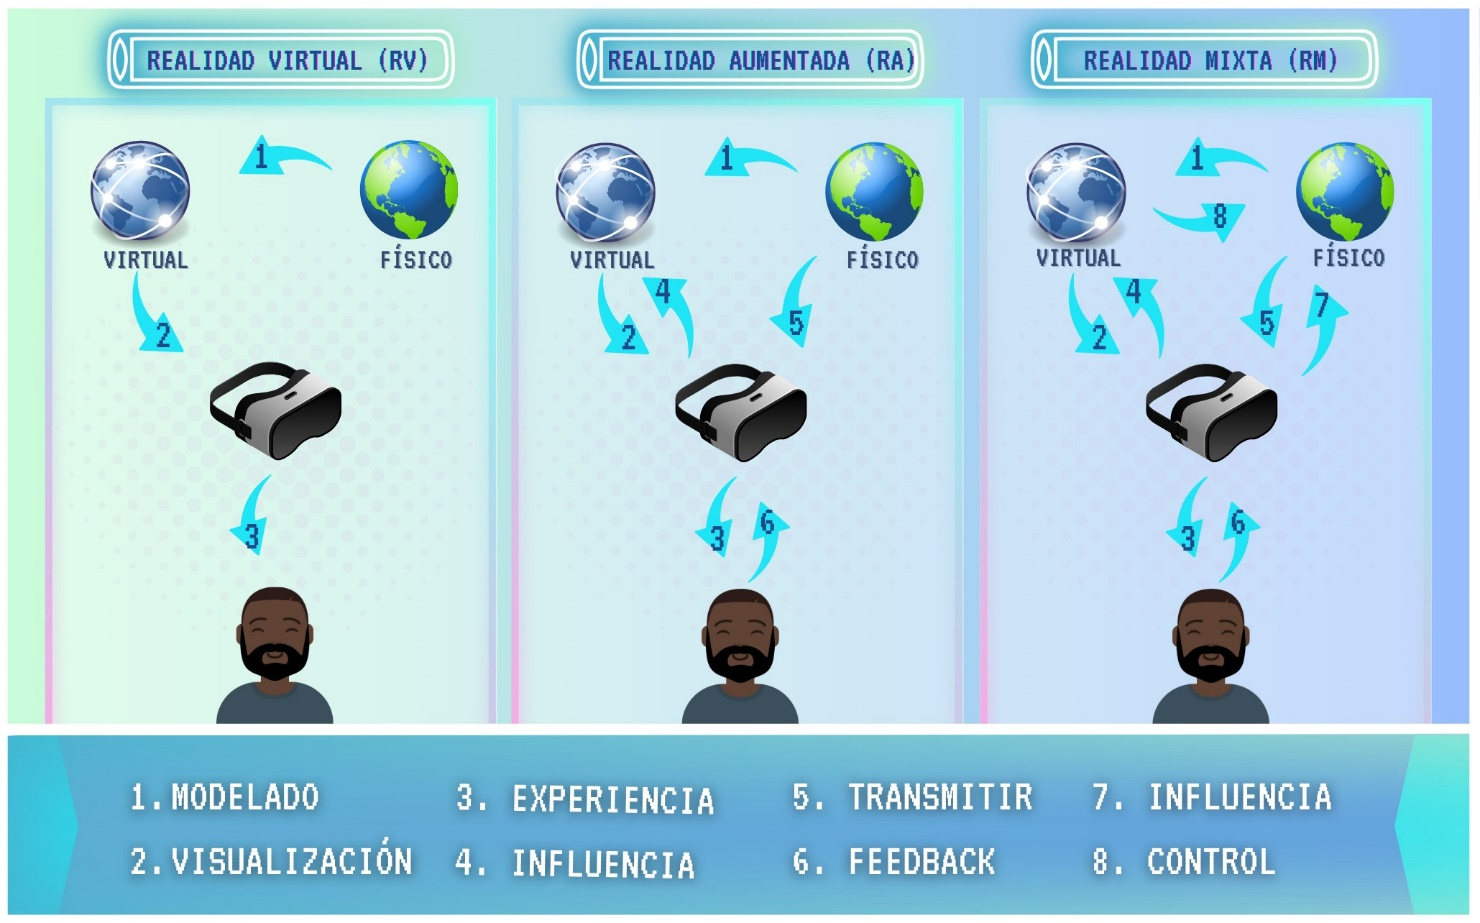 REALIDAD VIRTUAL (RV)
REALIDAD AUMENTADA (RA)
REALIDAD MIXTA (RM)
1
VIRTUAL
FÍSICO
2
3
1
VIRTUAL
FÍSICO
4
2
5
3
6
1
8
VIRTUAL
FÍSICO
4
2
5
7
3
6
1. MODELADO
3. EXPERIENCIA
5. TRANSMITIR
7. INFLUENCIA
2. VISUALIZACIÓN
4. INFLUENCIA
6. FEEDBACK
8. CONTROL